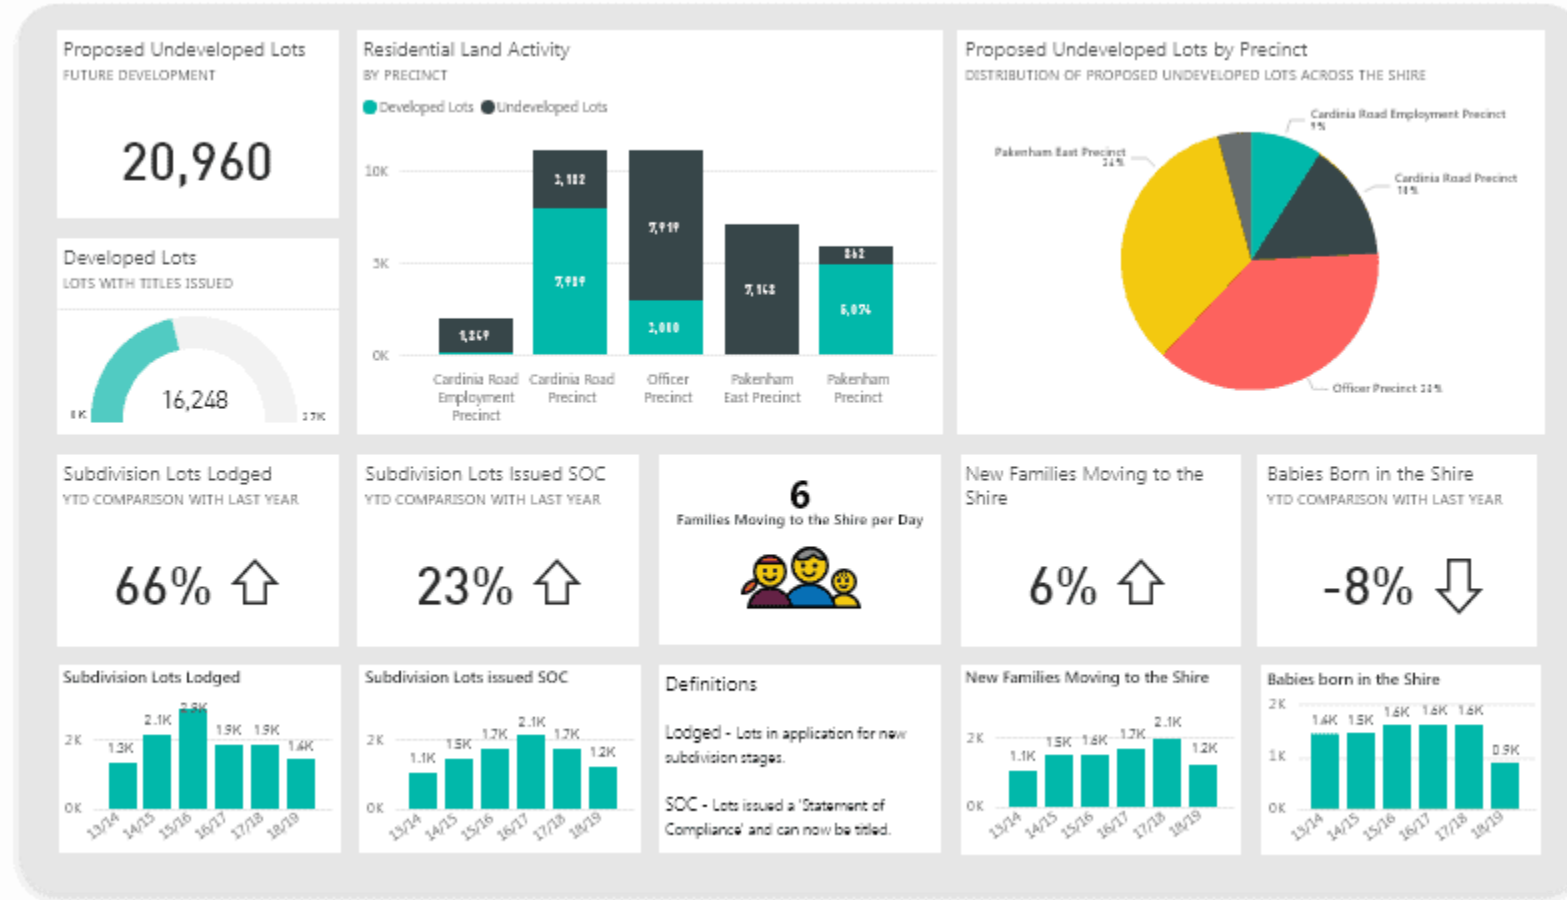 Proposed Undeveloped Lots
FUTURE DEVELOPMENT
20,960
Developed Lots
LOTS WITH TITLES ISSUED
16,248
0K
37K
Residential Land Activity
BY PRECINCT
Developed Lots
Undeveloped Lots
10K
5K
0K
Cardinia Road
Employment
Precinct
Cardinia Road
Precinct
Officer
Precinct
Pakenham
East Precinct
Pakenham
Precinct
Proposed Undeveloped Lots by Precinct
DISTRIBUTION OF PROPOSED UNDEVELOPED LOTS ACROSS THE SHIRE
Cardinia Road Employment Precinct
9%
Cardinia Road Precinct
Pakenham East Precinct
34%
Officer Precinct
Subdivision Lots Lodged
YTD COMPARISON WITH LAST YEAR
66%
Subdivision Lots Issued SOC
YTD COMPARISON WITH LAST YEAR
23%
6
Families Moving to the Shire per Day
New Families Moving to the
Shire
6%
Babies Born in the Shire
YTD COMPARISON WITH LAST YEAR
-8%
Subdivision Lots Lodged
2K
0K
1.3K
2.1K
1.9K
1.9K
1.4K
13/14
14/15
15/16
16/17
17/18
18/19
Subdivision Lots issued SOC
2K
0K
1.1K
1.5K
1.7K
2.1K
1.7K
1.2K
13/14
14/15
15/16
16/17
17/18
18/19
Definitions
Lodged - Lots in application for new
subdivision stages.
SOC - Lots issued a 'Statement of
Compliance' and can now be titled.
New Families Moving to the Shire
2K
0K
1.1K
1.5K
1.6K
1.7K
2.1K
1.2K
13/14
14/15
15/16
16/17
17/18
18/19
Babies born in the Shire
2K
1K
0K
1.4K
1.5K
1.6K
1.6K
1.6K
0.9K
13/14
14/15
15/16
16/17
17/18
18/19